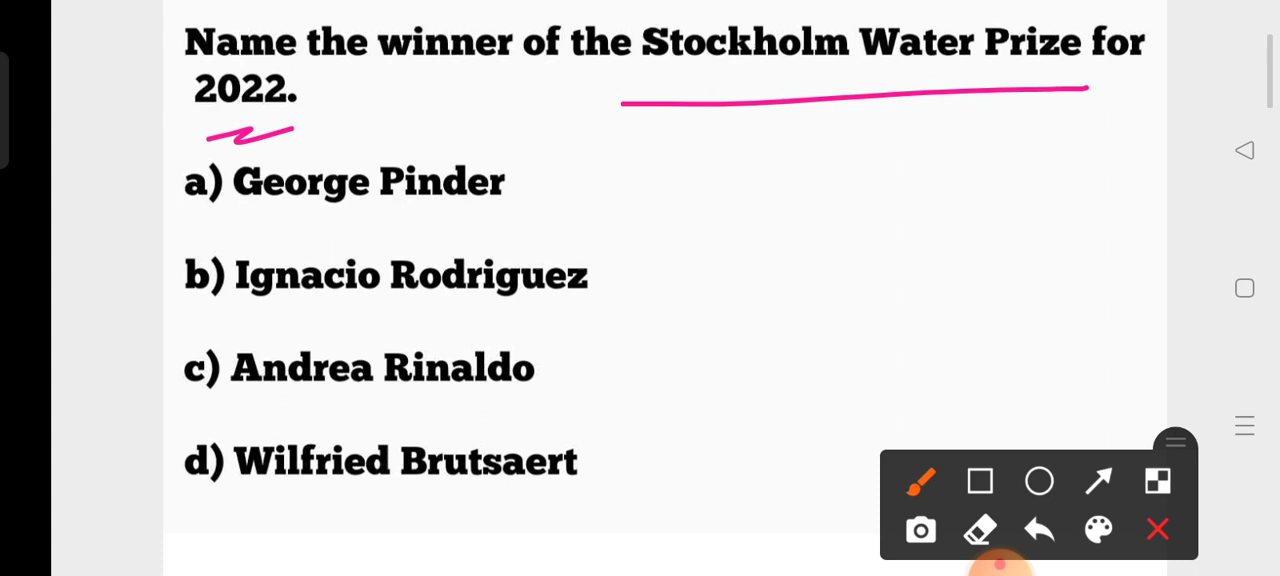 Name the winner of the Stockholm Water Prize for
2022.
a) George Pinder
b) Ignacio Rodriguez
c) Andrea Rinaldo
d) Wilfried Brutsaert